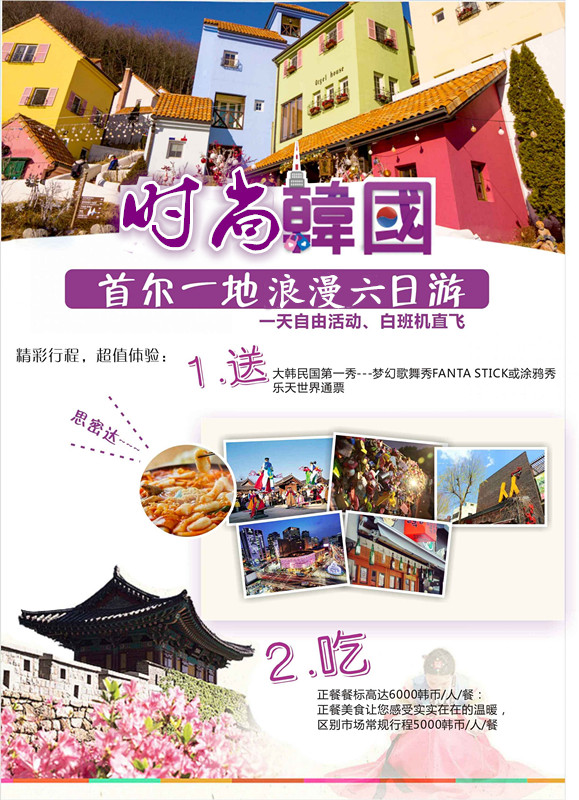 时尚韓國
首尔一地浪漫六日游
一天自由活动、白班机直飞
精彩行程，超值体验：
1.送
大韩民国第一秀---梦幻歌舞秀FANTA STICK或涂鸦秀
乐天世界通票
思密达----
2.吃
正餐餐标高达6000韩币/人/餐：
正餐美食让您感受实实在在的温暖，
区别市场常规行程5000韩币/人/餐